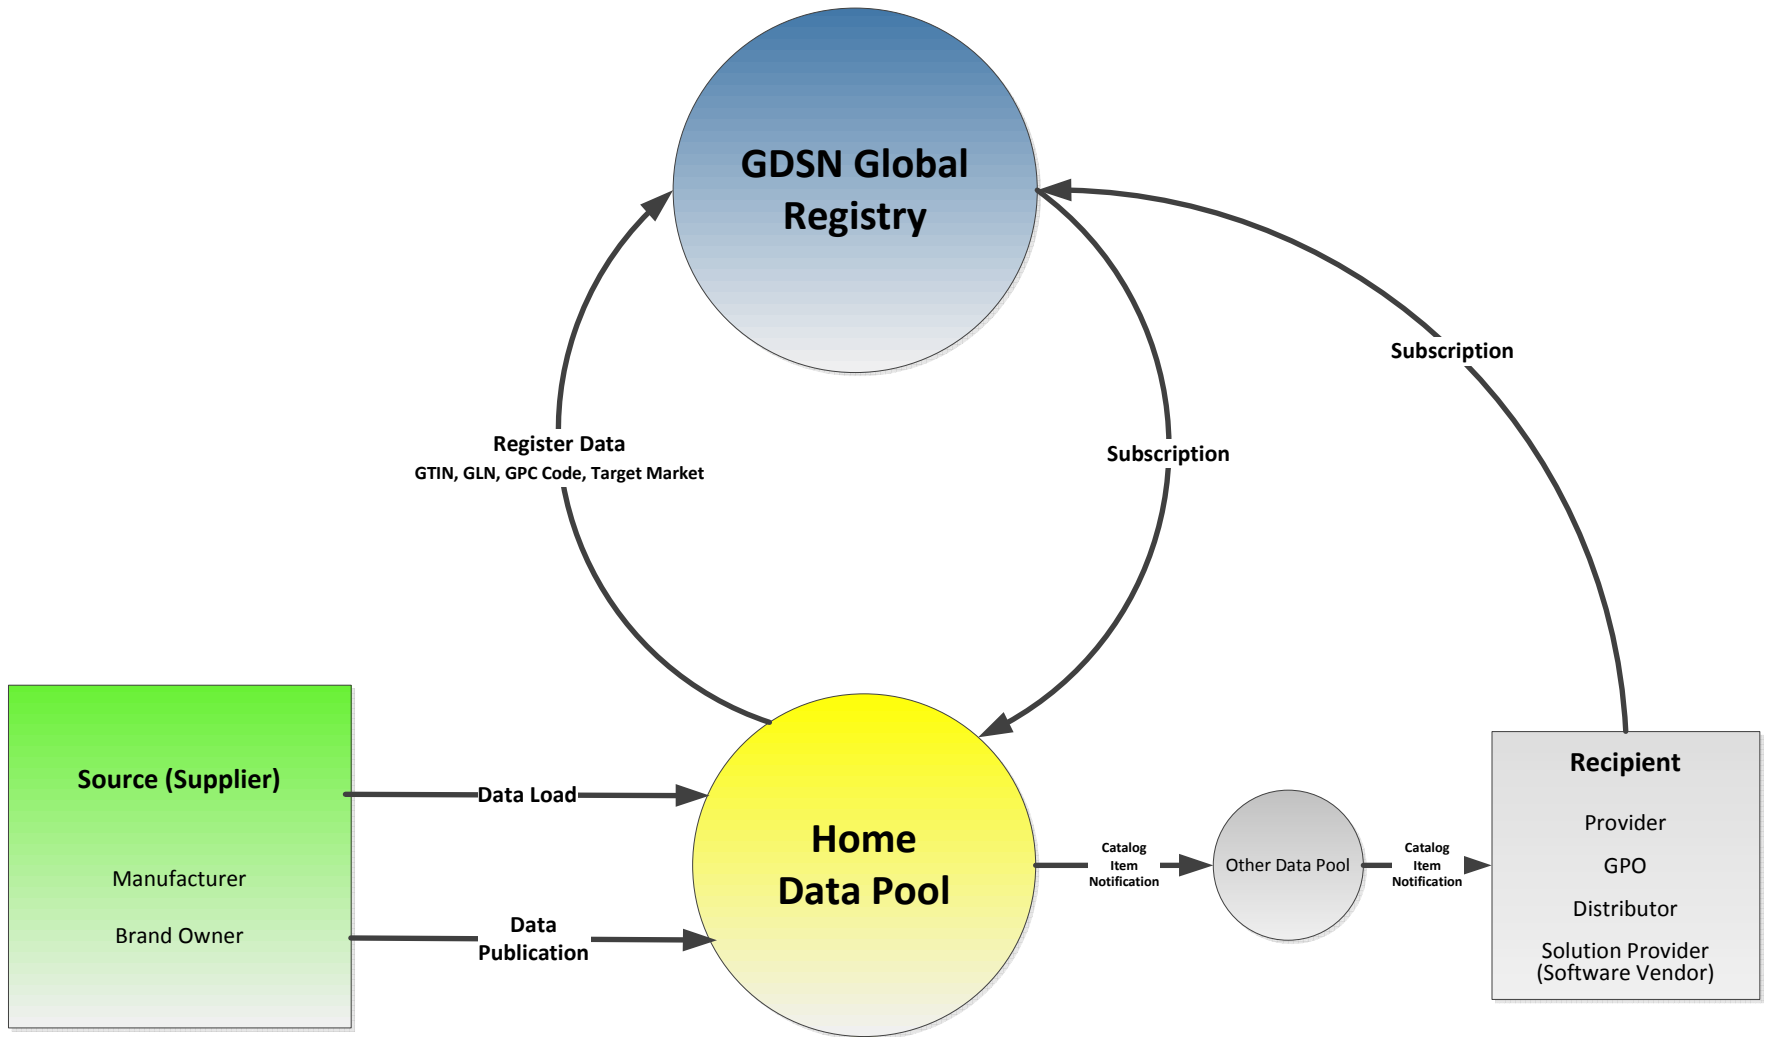 GDSN Global
Registry
Subscription
Register Data
GTIN, GLN, GPC Code, Target Market
Subscription
Source (Supplier)
Manufacturer
Brand Owner
Data Load
Data
Publication
Home
Data Pool
Catalog
Item
Notification
Other Data Pool
Catalog
Item
Notification
Recipient
Provider
GPO
Distributor
Solution Provider
(Software Vendor)